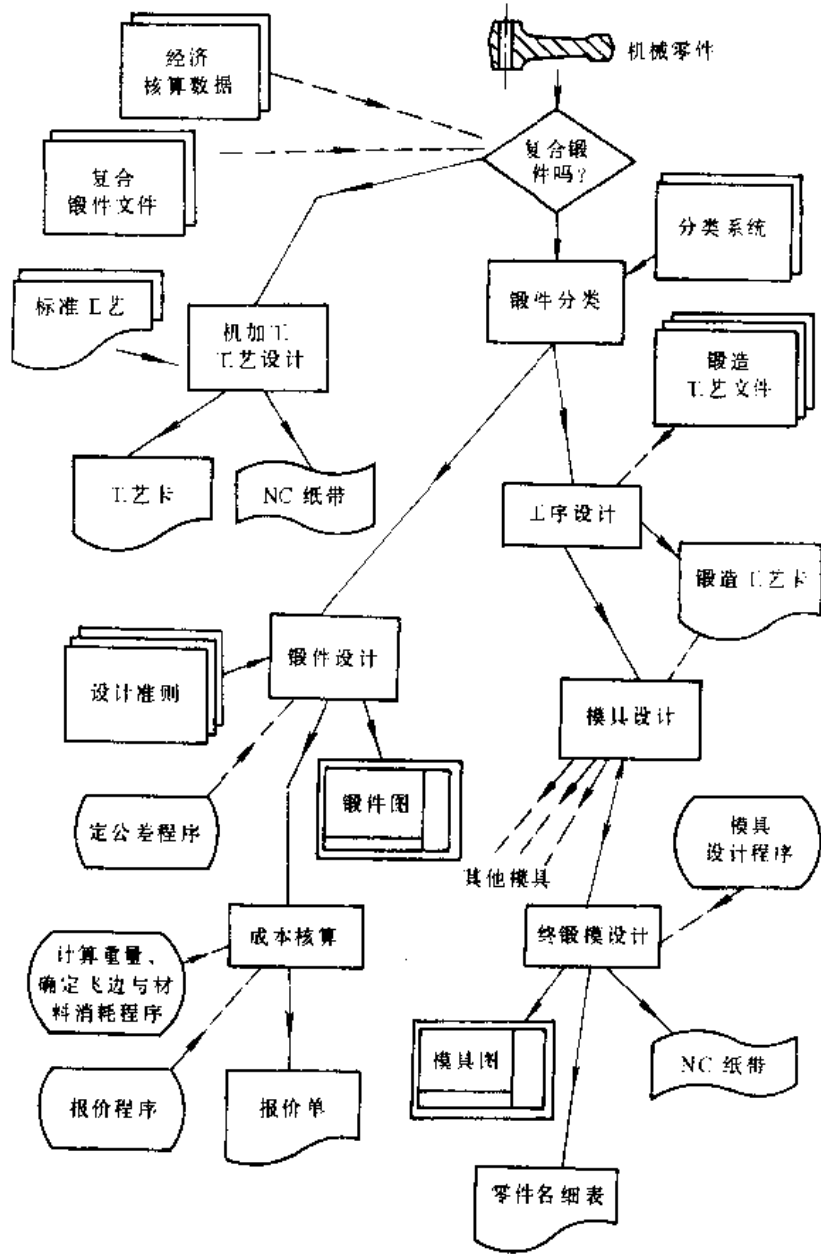 经济
核算数据
机械零件
复合
锻件文件
复合锻
件吗?
分类系统
标准工艺
锻件分类
机加工
工艺设计
锻造
工艺文件
工艺卡
NC 纸带
工序设计
锻造工艺卡
锻件设计
设计准则
模具设计
锻件图
定公差程序
模具
设计程序
其他模具
成本核算
终锻模设计
计算重量、
确定飞边与材
料消耗程序
模具图
NC 纸带
报价程序
报价单
零件名细表